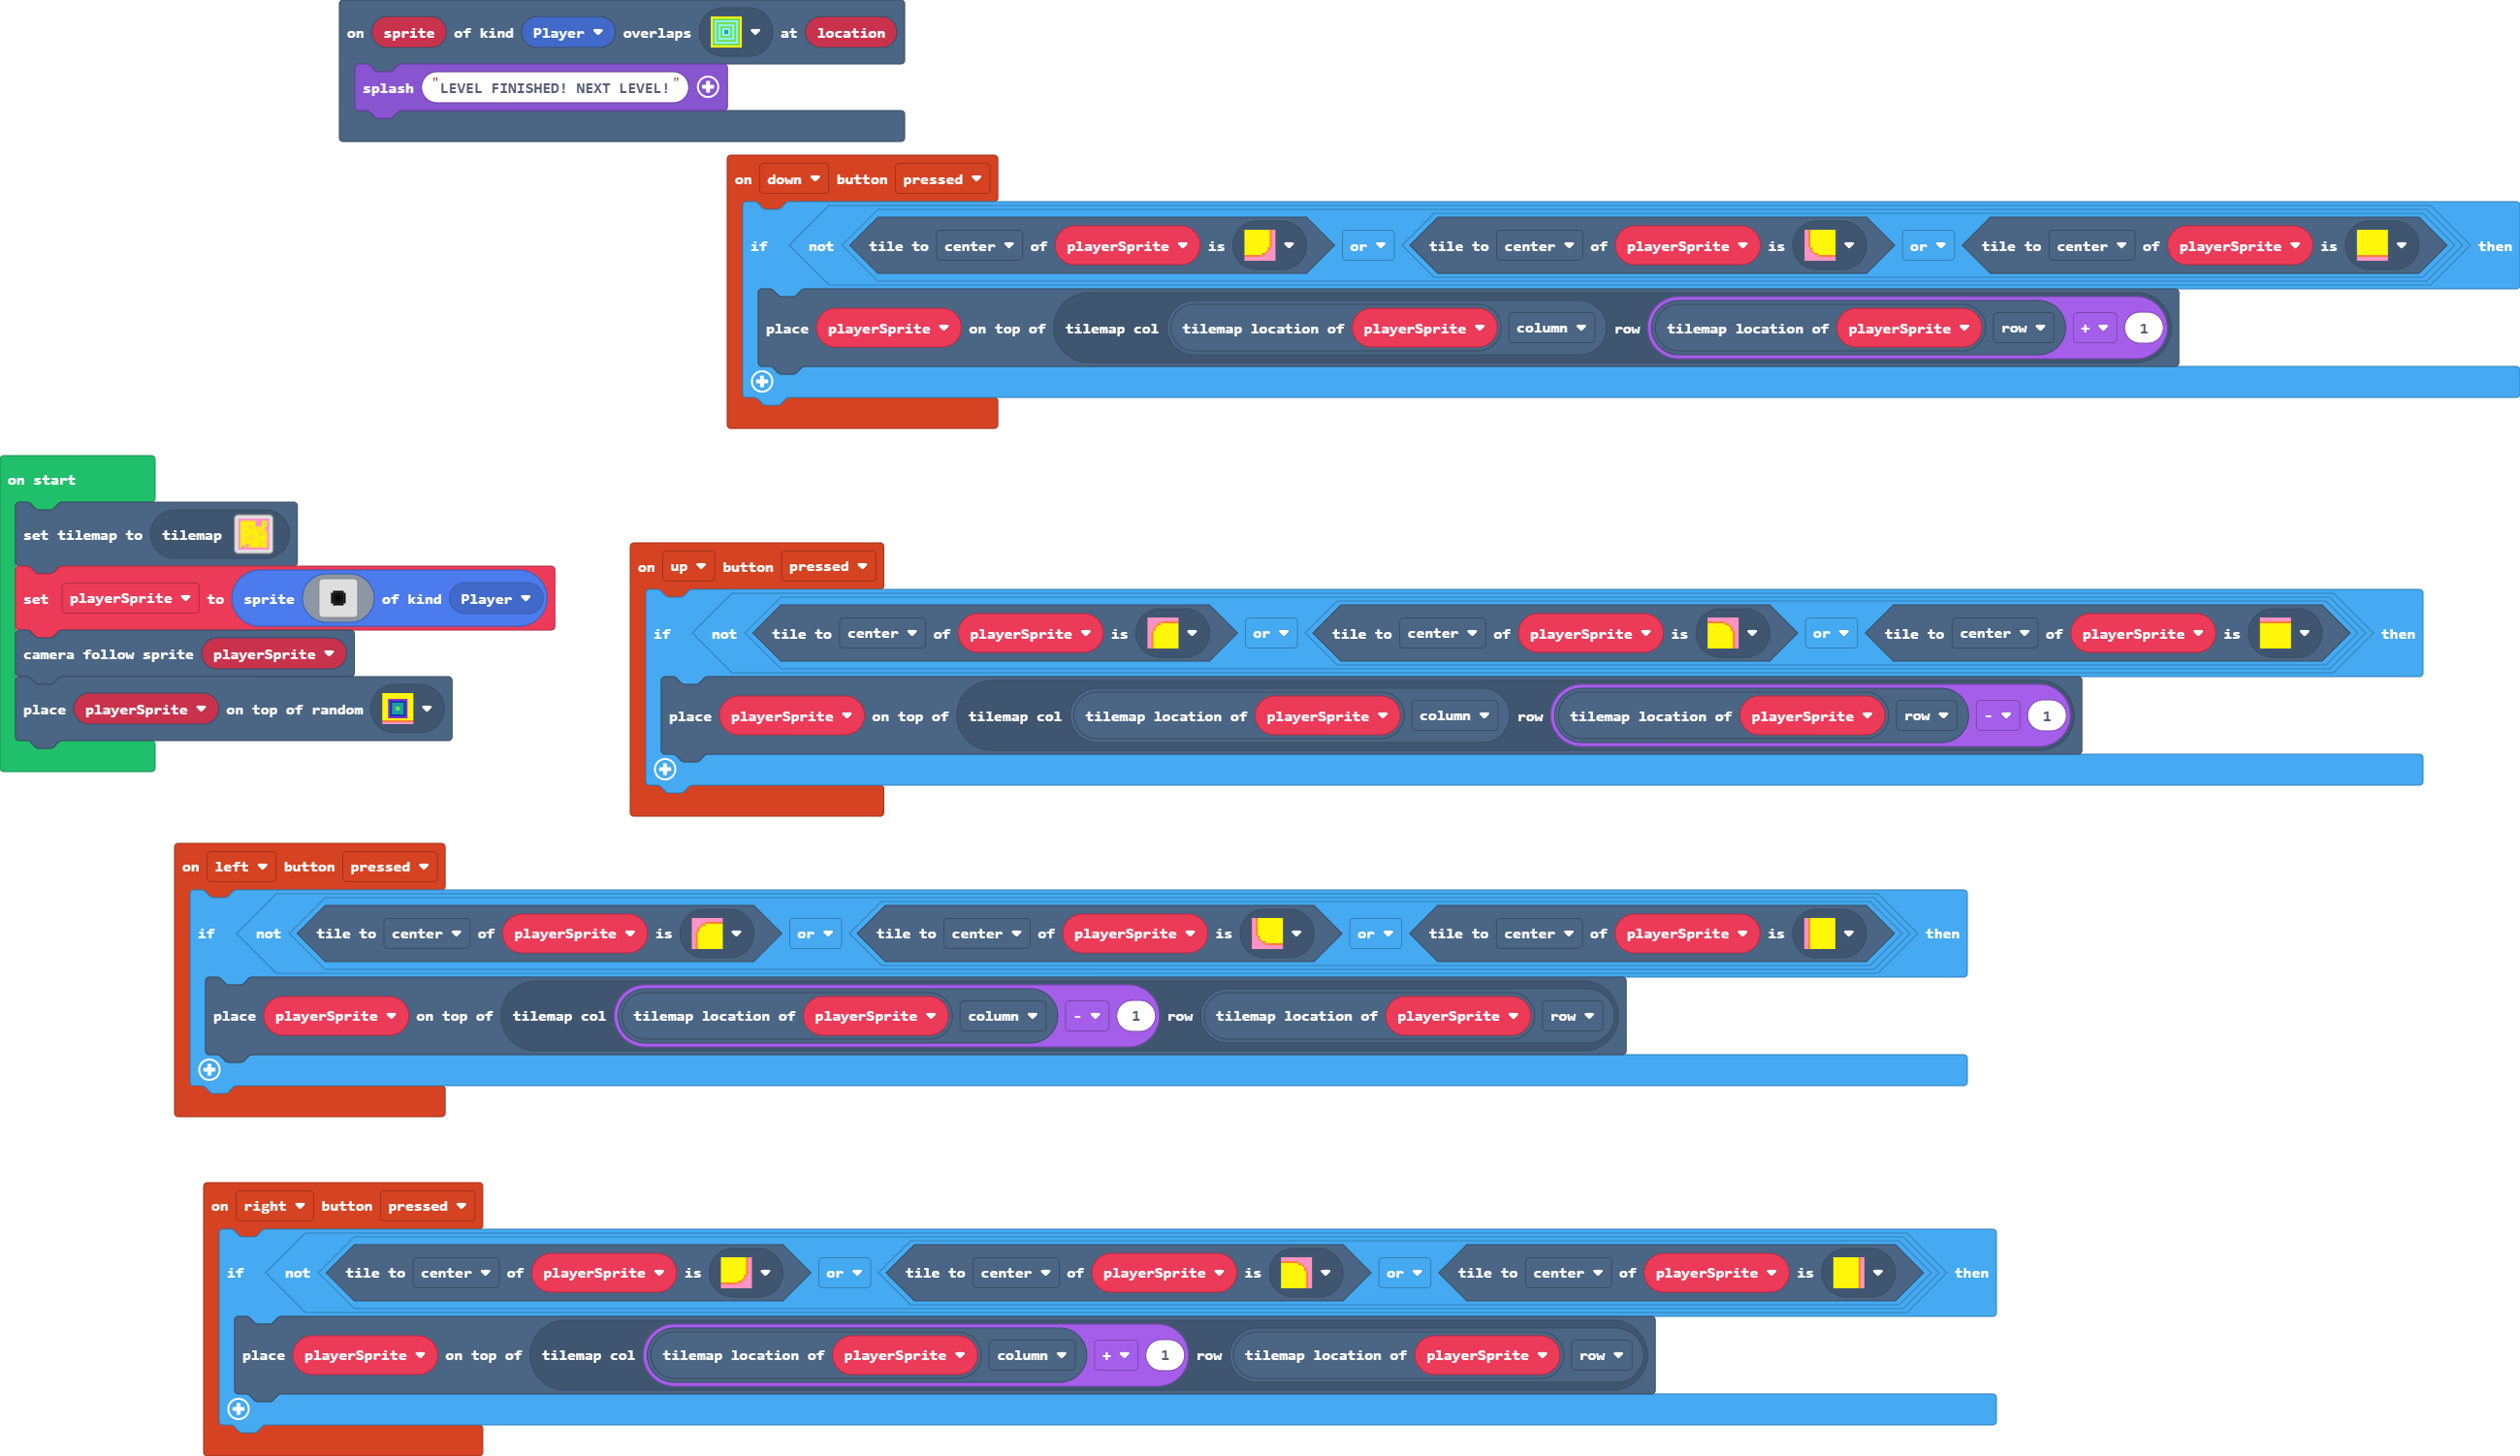 on sprite of kind Player overlaps at location
splash "LEVEL FINISHED! NEXT LEVEL!"
on down button pressed
if not tile to center of playerSprite is or tile to center of playerSprite is or tile to center of playerSprite is then
place playerSprite on top of tilemap col tilemap location of playerSprite column row tilemap location of playerSprite row + 1
on start
set tilemap to tilemap
set playerSprite to sprite of kind Player
camera follow sprite playerSprite
place playerSprite on top of random
on up button pressed
if not tile to center of playerSprite is or tile to center of playerSprite is or tile to center of playerSprite is then
place playerSprite on top of tilemap col tilemap location of playerSprite column row tilemap location of playerSprite row - 1
on left button pressed
if not tile to center of playerSprite is or tile to center of playerSprite is or tile to center of playerSprite is then
place playerSprite on top of tilemap col tilemap location of playerSprite column - 1 row tilemap location of playerSprite row
on right button pressed
if not tile to center of playerSprite is or tile to center of playerSprite is or tile to center of playerSprite is then
place playerSprite on top of tilemap col tilemap location of playerSprite column + 1 row tilemap location of playerSprite row